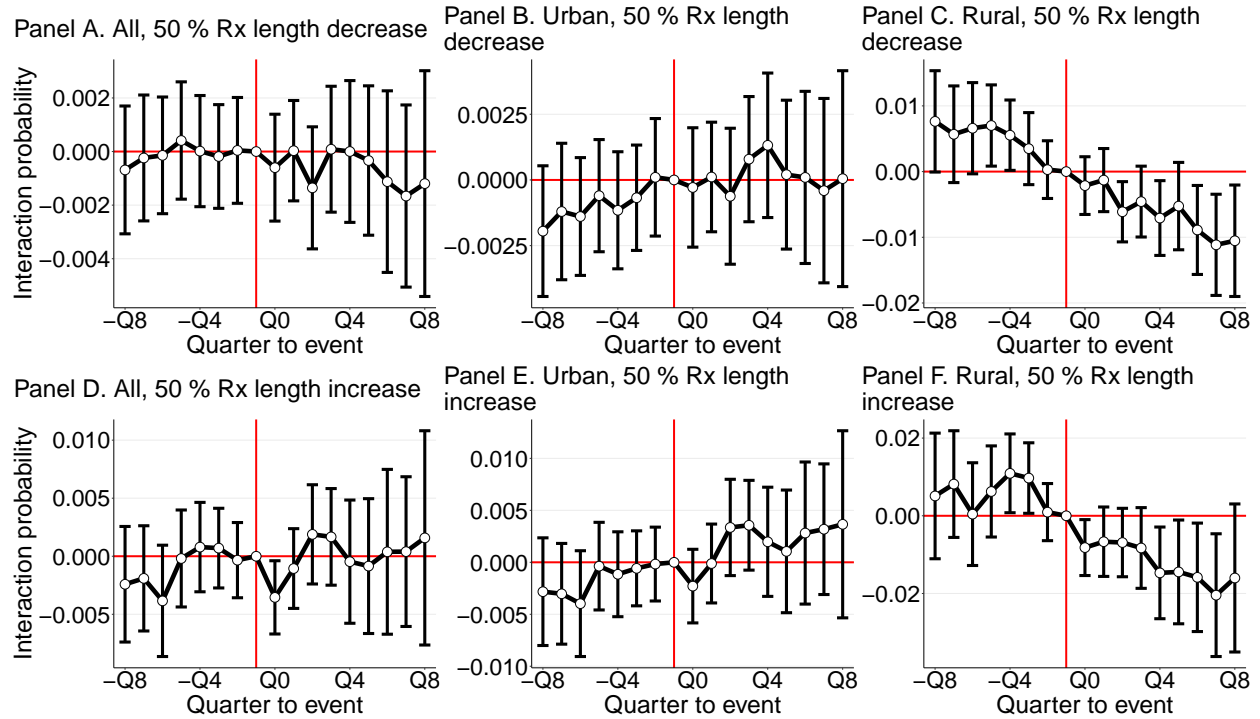 Panel A. All, 50 % Rx length decrease
Interaction probability
0.002
0.000
−0.002
−0.004
−Q8
−Q4
Q0
Q4
Q8
Quarter to event
Panel B. Urban, 50 % Rx length
decrease
0.0025
0.0000
−0.0025
−Q8
−Q4
Q0
Q4
Q8
Quarter to event
Panel C. Rural, 50 % Rx length
decrease
0.01
0.00
−0.01
−0.02
−Q8
−Q4
Q0
Q4
Q8
Quarter to event
Panel D. All, 50 % Rx length increase
Interaction probability
0.010
0.005
0.000
−0.005
−Q8
−Q4
Q0
Q4
Q8
Quarter to event
Panel E. Urban, 50 % Rx length
increase
0.010
0.005
0.000
−0.005
−0.010
−Q8
−Q4
Q0
Q4
Q8
Quarter to event
Panel F. Rural, 50 % Rx length
increase
0.02
0.00
−0.02
−Q8
−Q4
Q0
Q4
Q8
Quarter to event